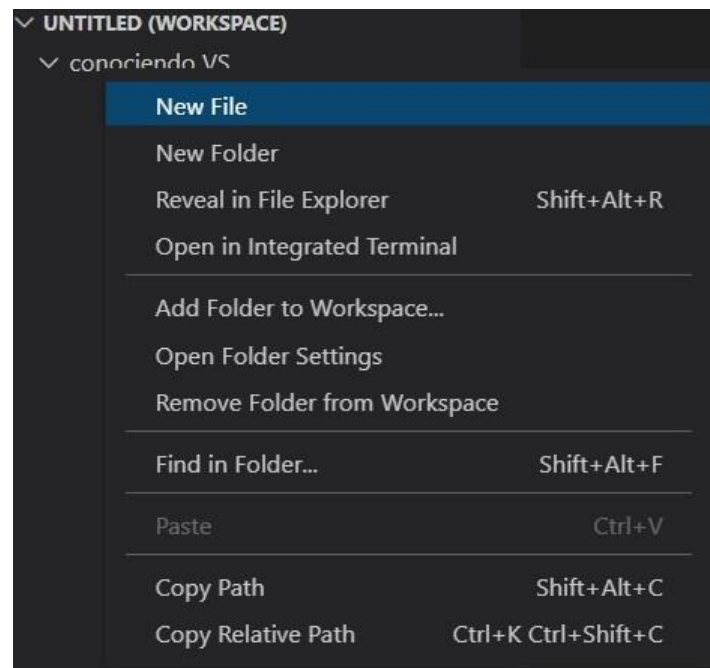 UNTITLED (WORKSPACE)
conociendo VS
New File
New Folder
Reveal in File Explorer Shift+Alt+R
Open in Integrated Terminal
Add Folder to Workspace...
Open Folder Settings
Remove Folder from Workspace
Find in Folder... Shift+Alt+F
Paste Ctrl+V
Copy Path Shift+Alt+C
Copy Relative Path Ctrl+K Ctrl+Shift+C